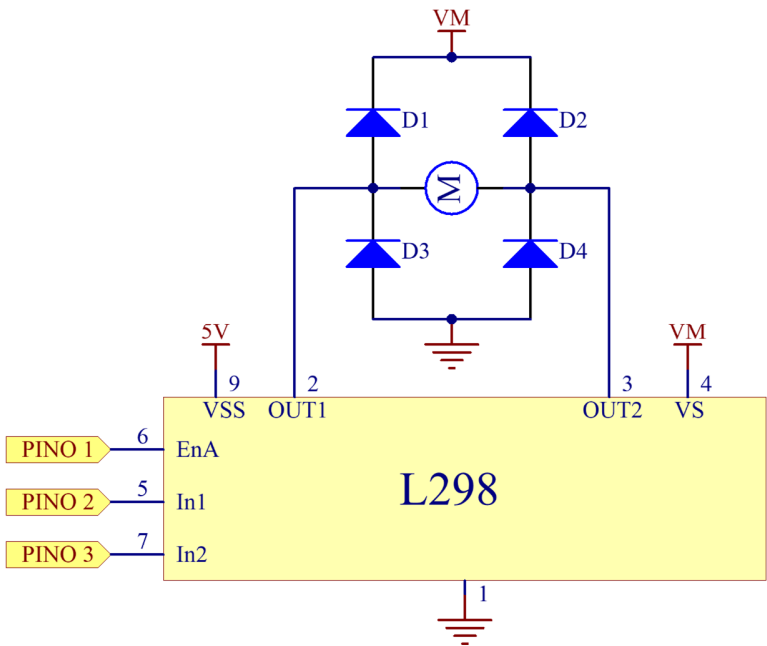 VM
D1
D2
M
D3
D4
5V
VM
9
2
3
4
VSS
OUT1
OUT2
VS
PINO 1
6
EnA
L298
PINO 2
5
In1
PINO 3
7
In2
1